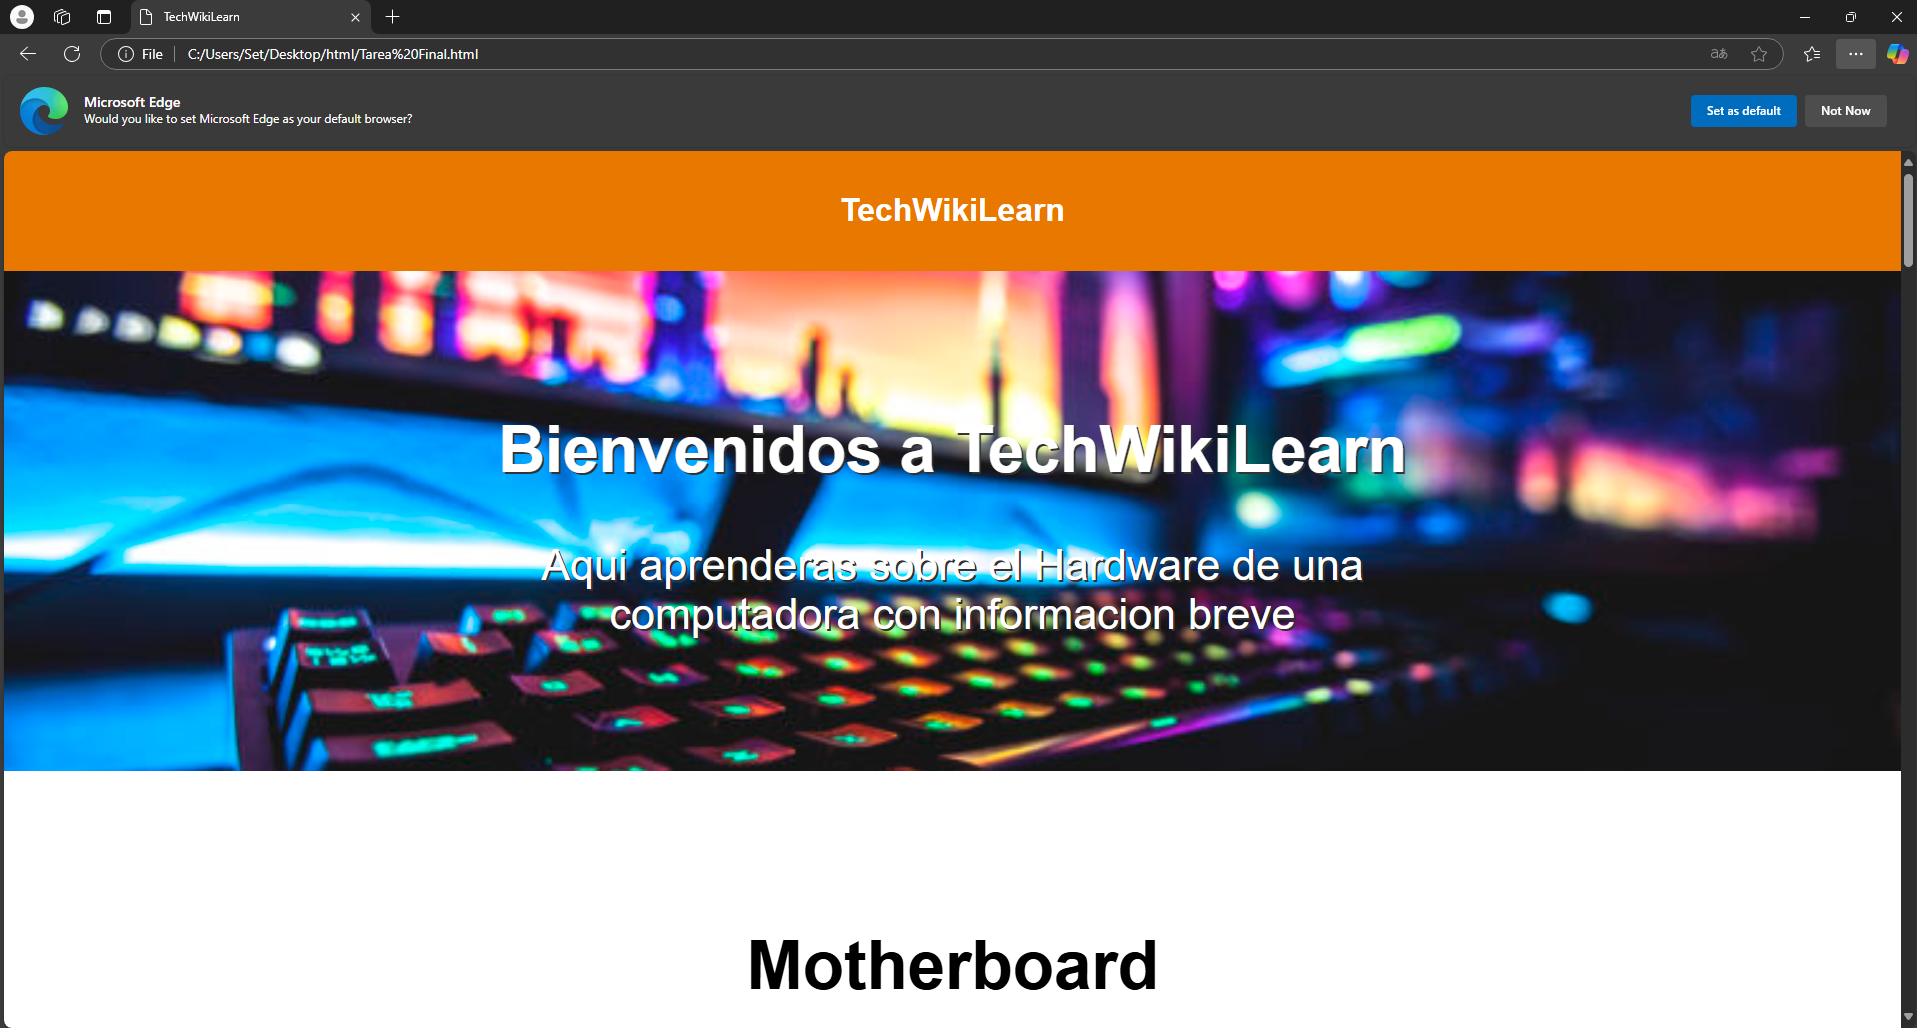 TechWikiLearn
File
C:/Users/Set/Desktop/html/Tarea%20Final.html
Microsoft Edge
Would you like to set Microsoft Edge as your default browser?
Set as default
Not Now
TechWikiLearn
Bienvenidos a TechWikiLearn
Aqui aprenderas sobre el Hardware de una
computadora con informacion breve
Motherboard